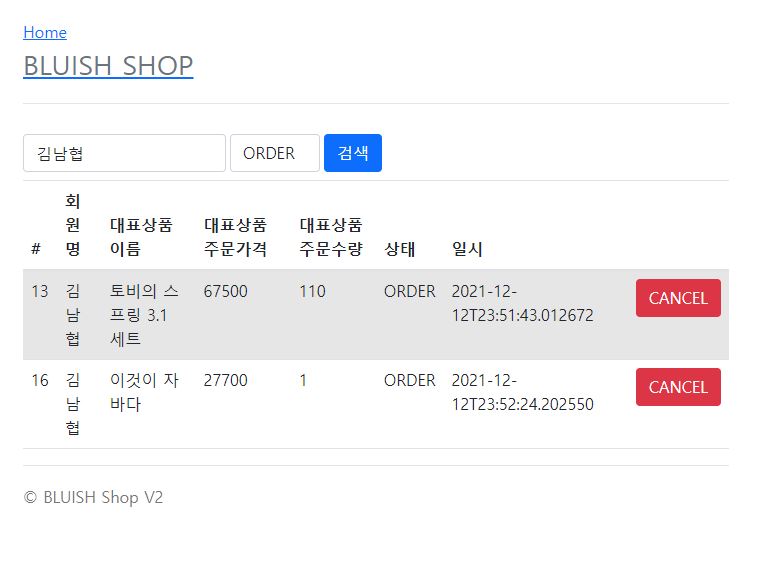 Home
BLUISH SHOP
김남협 ORDER 검색
# 회원명 대표상품 이름 대표상품 주문가격 대표상품 주문수량 상태 일시
13 김남협 토비의 스프링 3.1 세트 67500 110 ORDER 2021-12-12T23:51:43.012672 CANCEL
16 김남협 이것이 자바다 27700 1 ORDER 2021-12-12T23:52:24.202550 CANCEL
© BLUISH Shop V2